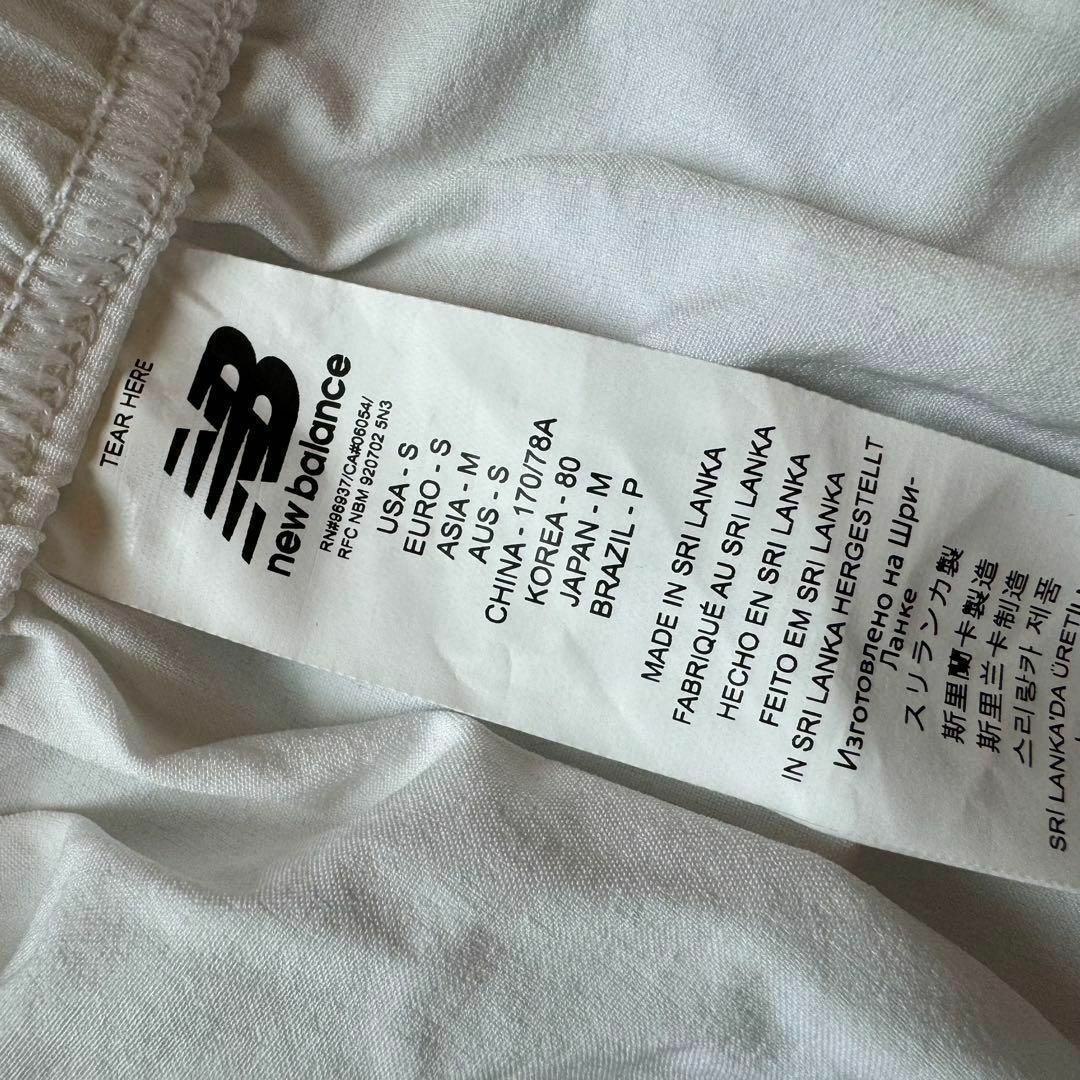 TEAR HERE
NB
new balance
RN#96937/CA#06054/
RFC NBM 920702 5N3
USA - S
EURO - S
ASIA - M
AUS - S
CHINA - 170/78A
KOREA - 80
JAPAN - M
BRAZIL - P
MADE IN SRI LANKA
FABRIQUÉ AU SRI LANKA
HECHO EN SRI LANKA
FEITO EM SRI LANKA
IN SRI LANKA HERGESTELLT
Изготовлено на Шри-
Ланке
スリランカ製
斯里蘭卡製造
斯里兰卡制造
스리랑카 제품
SRİ LANKA'DA ÜRETİL